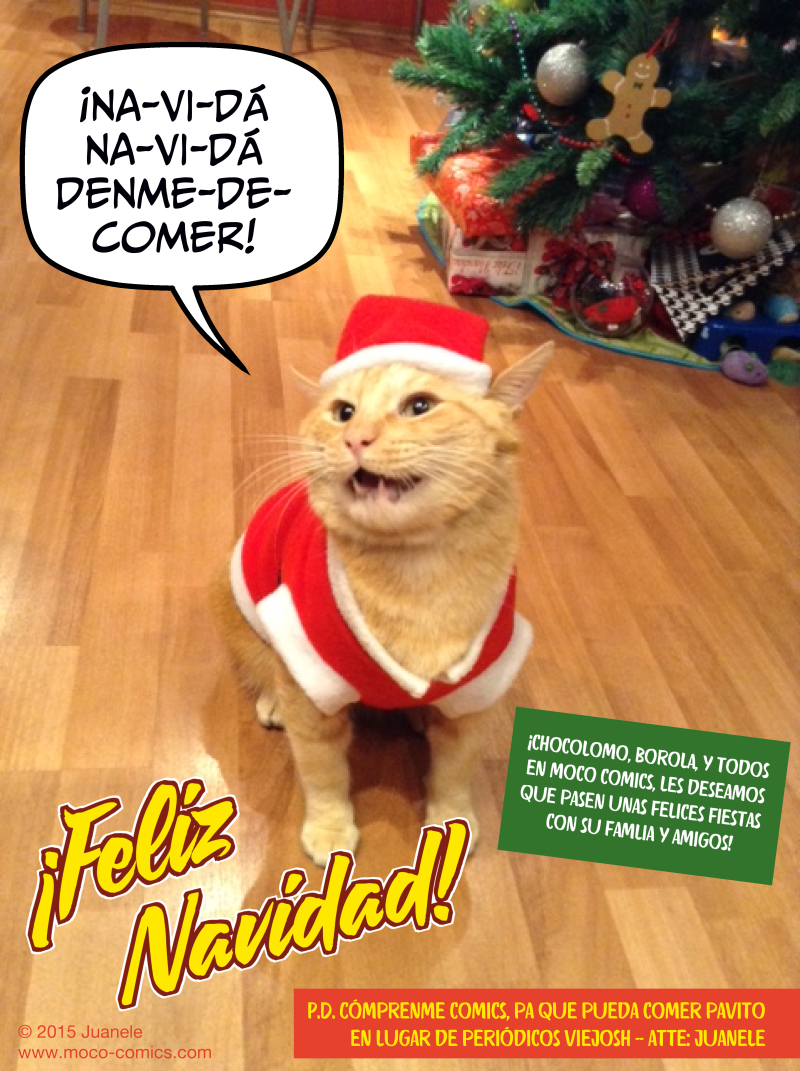 ¡NA-VI-DÁ
NA-VI-DÁ
DENME-DE-
COMER!
¡CHOCOLOMO, BOROLA, Y TODOS
EN MOCO COMICS, LES DESEAMOS
QUE PASEN UNAS FELICES FIESTAS
CON SU FAMLIA Y AMIGOS!
¡Felíz
Navidad!
P.D. CÓMPRENME COMICS, PA QUE PUEDA COMER PAVITO
EN LUGAR DE PERIÓDICOS VIEJOSH – ATTE: JUANELE
© 2015 Juanele
www.moco-comics.com